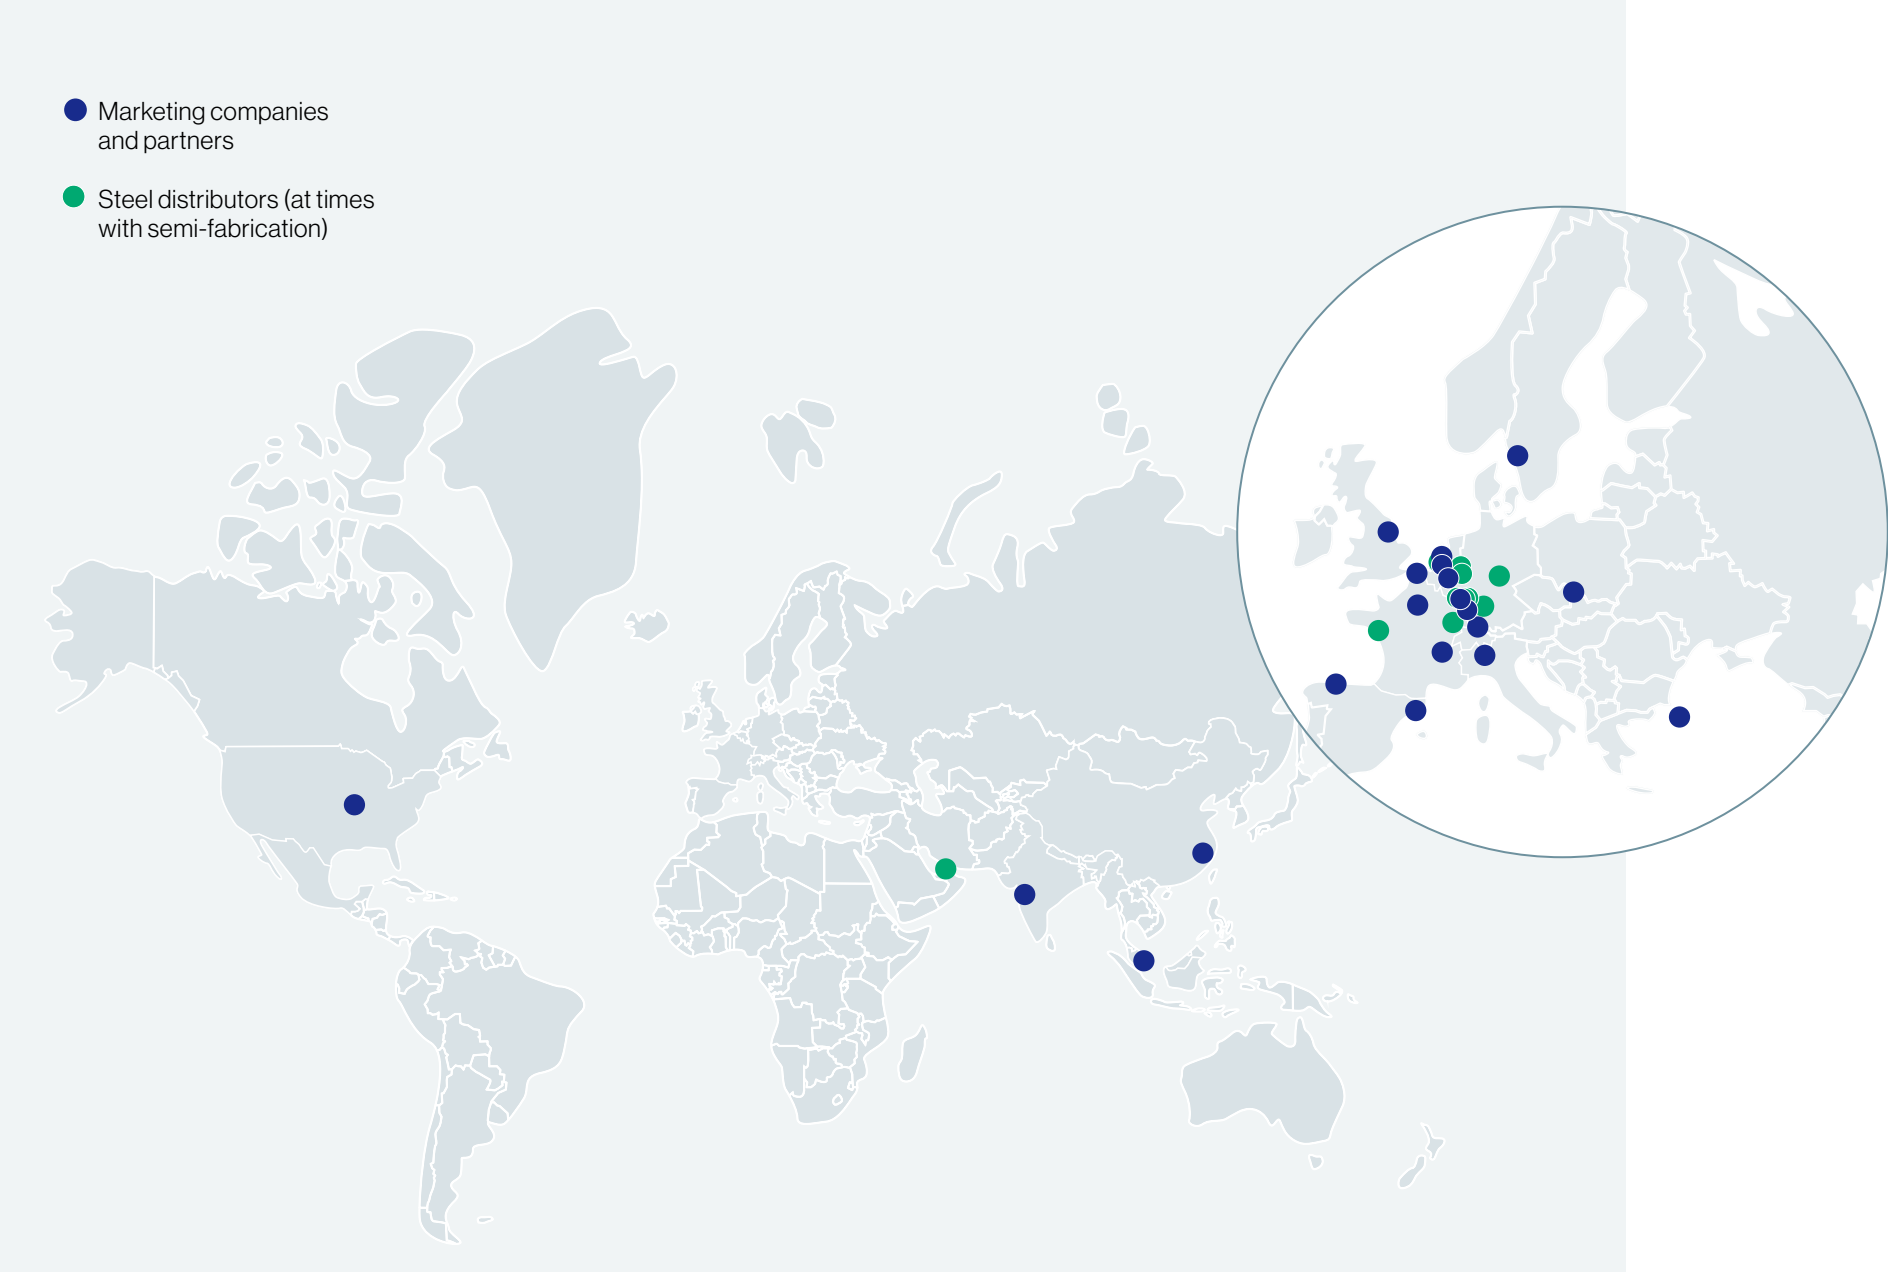 Marketing companies
and partners
Steel distributors (at times
with semi-fabrication)